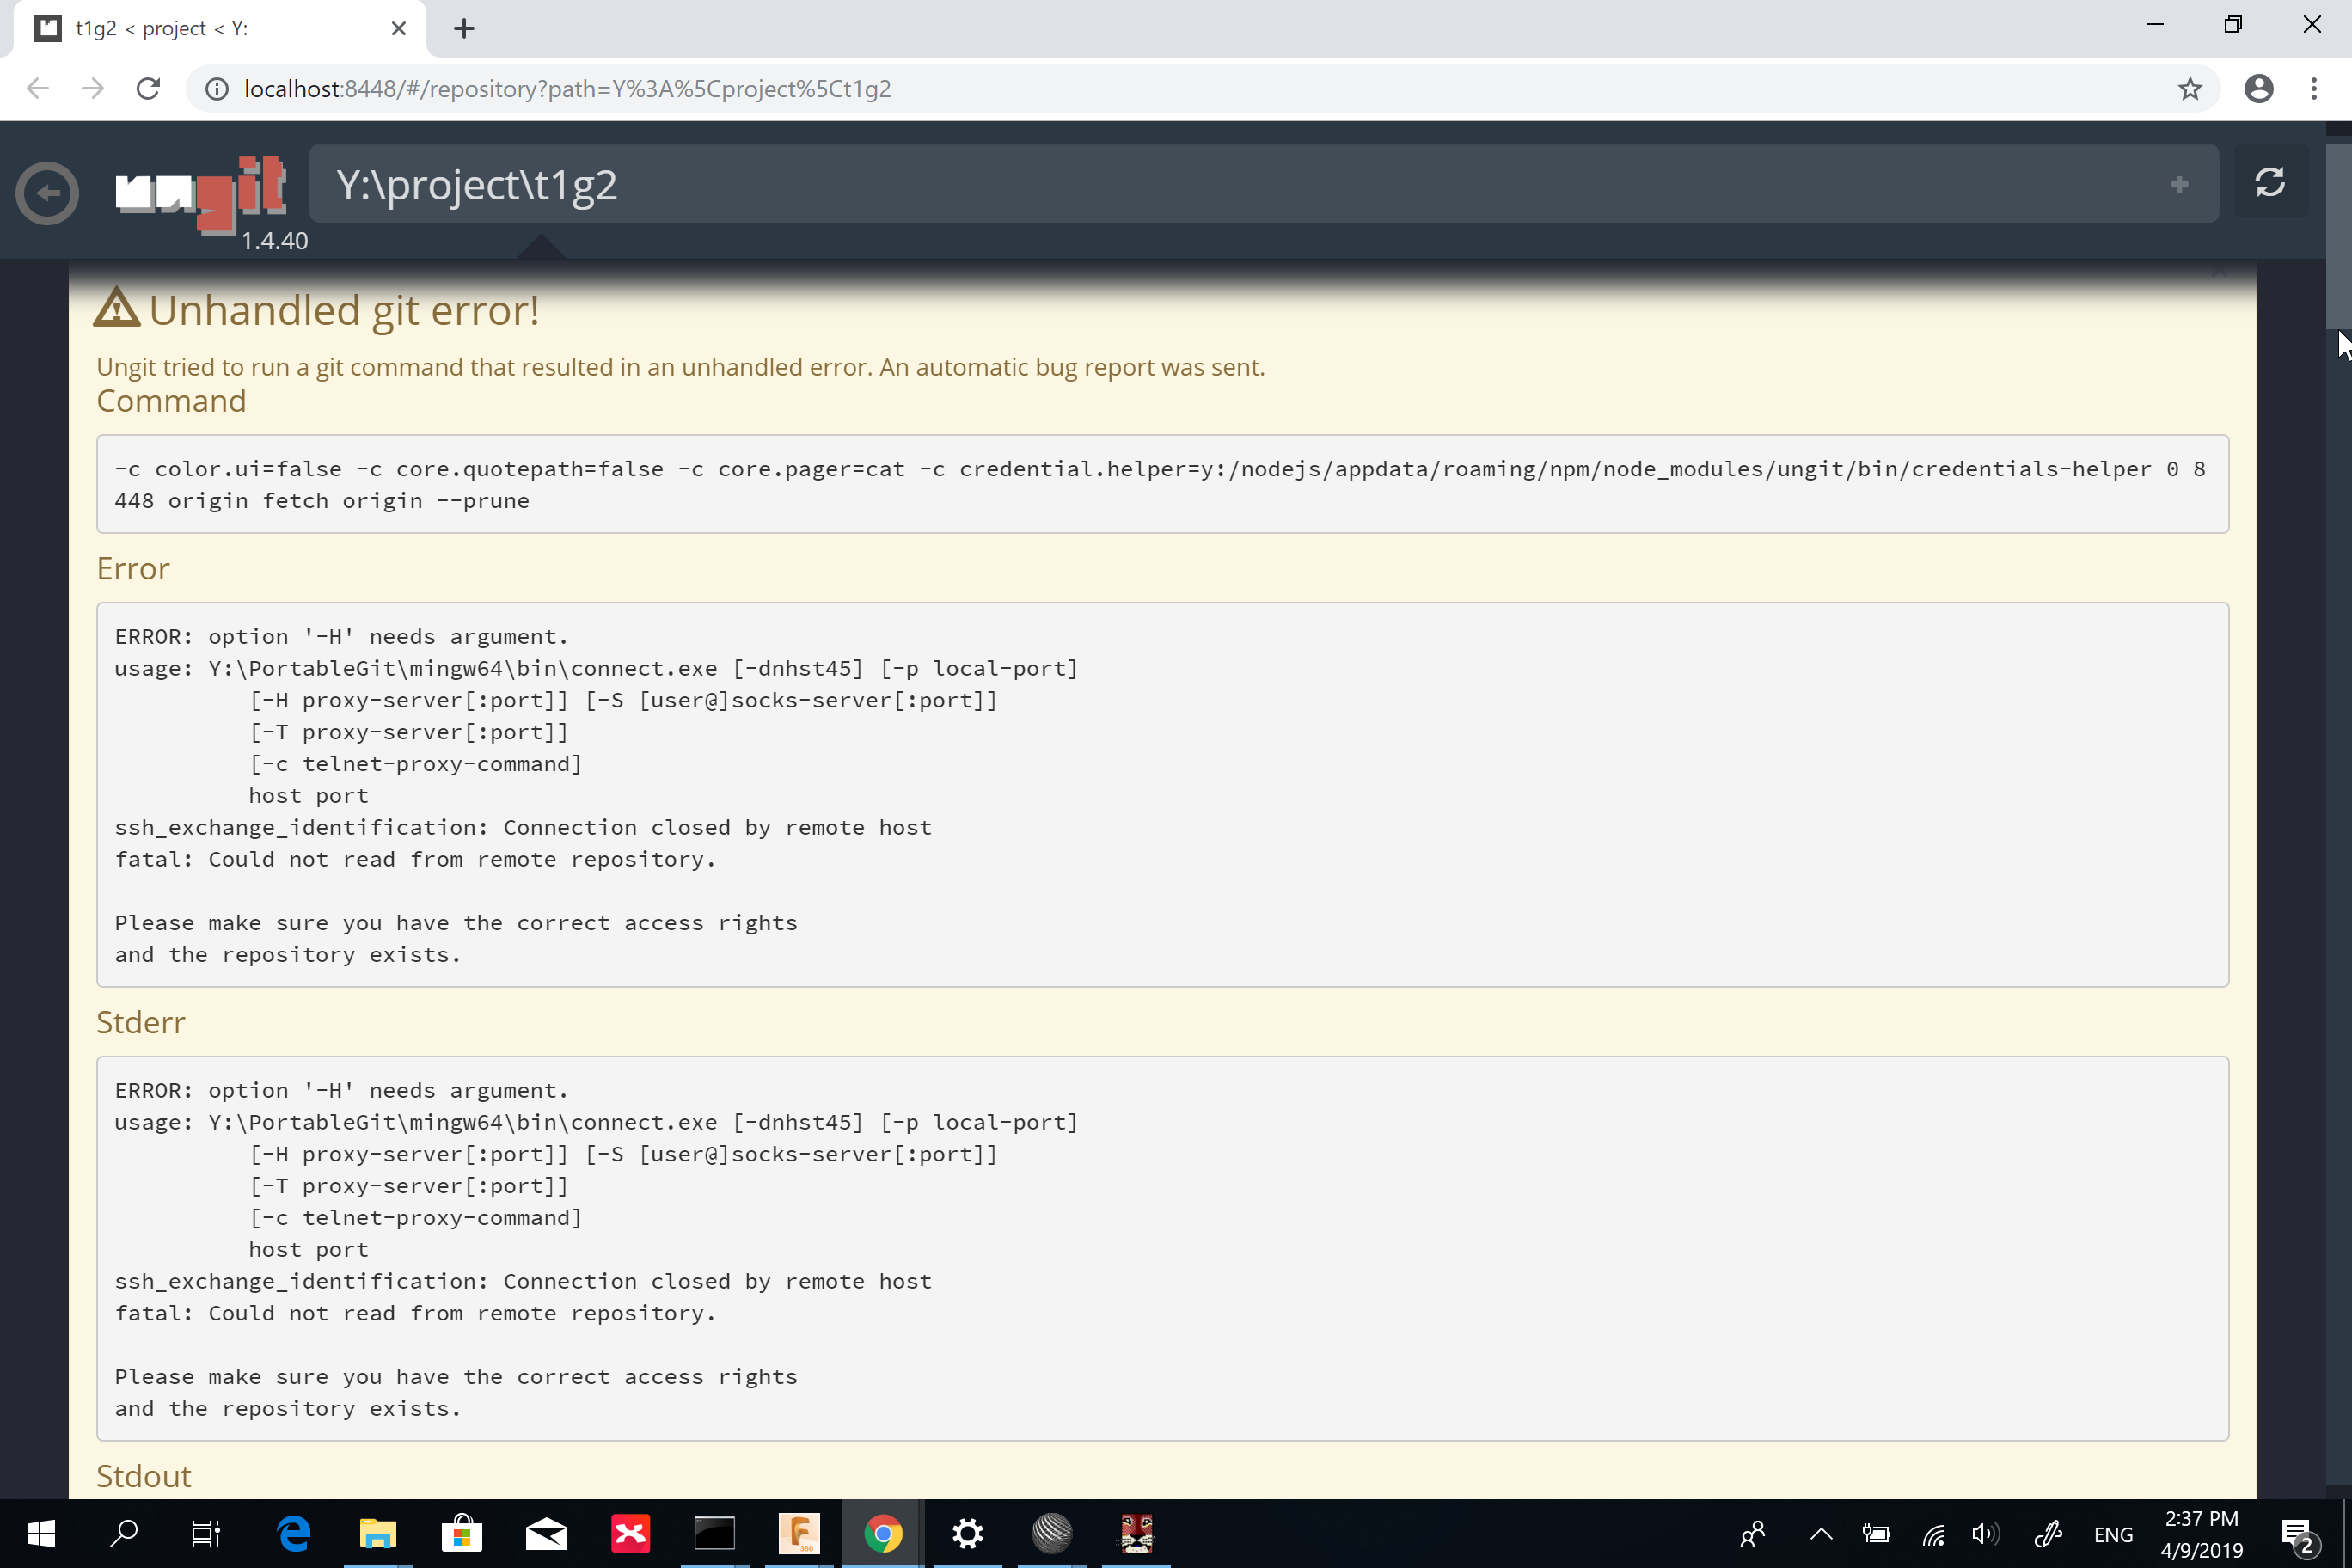 t1g2 < project < Y:
localhost:8448/#/repository?path=Y%3A%5Cproject%5Ct1g2
ungit
Y:\project\t1g2
1.4.40
Unhandled git error!
Ungit tried to run a git command that resulted in an unhandled error. An automatic bug report was sent.
Command
-c color.ui=false -c core.quotepath=false -c core.pager=cat -c credential.helper=y:/nodejs/appdata/roaming/npm/node_modules/ungit/bin/credentials-helper 0 8
448 origin fetch origin --prune
Error
ERROR: option '-H' needs argument.
usage: Y:\PortableGit\mingw64\bin\connect.exe [-dnhst45] [-p local-port]
[-H proxy-server[:port]] [-S [user@]socks-server[:port]]
[-T proxy-server[:port]]
[-c telnet-proxy-command]
host port
ssh_exchange_identification: Connection closed by remote host
fatal: Could not read from remote repository.
Please make sure you have the correct access rights
and the repository exists.
Stderr
ERROR: option '-H' needs argument.
usage: Y:\PortableGit\mingw64\bin\connect.exe [-dnhst45] [-p local-port]
[-H proxy-server[:port]] [-S [user@]socks-server[:port]]
[-T proxy-server[:port]]
[-c telnet-proxy-command]
host port
ssh_exchange_identification: Connection closed by remote host
fatal: Could not read from remote repository.
Please make sure you have the correct access rights
and the repository exists.
Stdout
F
360
ENG
2:37 PM
4/9/2019
2